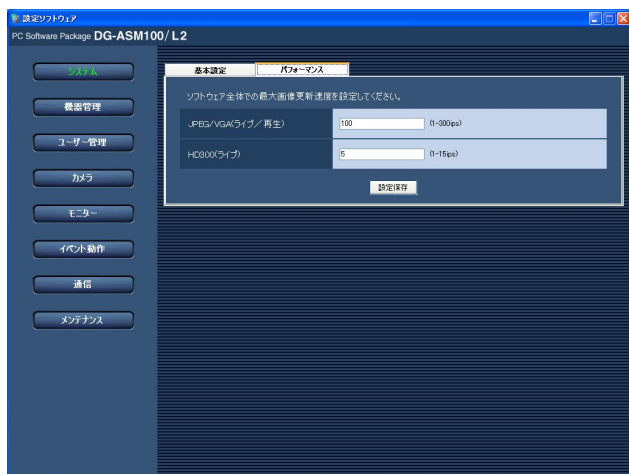 設定ソフトウェア
PC Software Package DG-ASM100/ L2
システム
機器管理
ユーザー管理
カメラ
モニター
イベント動作
通信
メンテナンス
基本設定 パフォーマンス
ソフトウェア全体での最大画像更新速度を設定してください。
JPEG/VGA(ライブ/再生) 100 (1-300ips)
HD300(ライブ) 5 (1-15ips)
設定保存